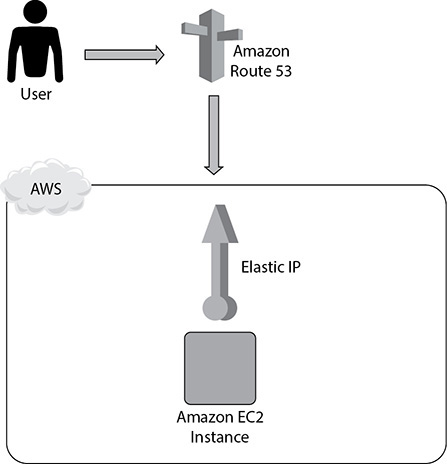 User
Amazon
Route 53
AWS
Elastic IP
Amazon EC2
Instance